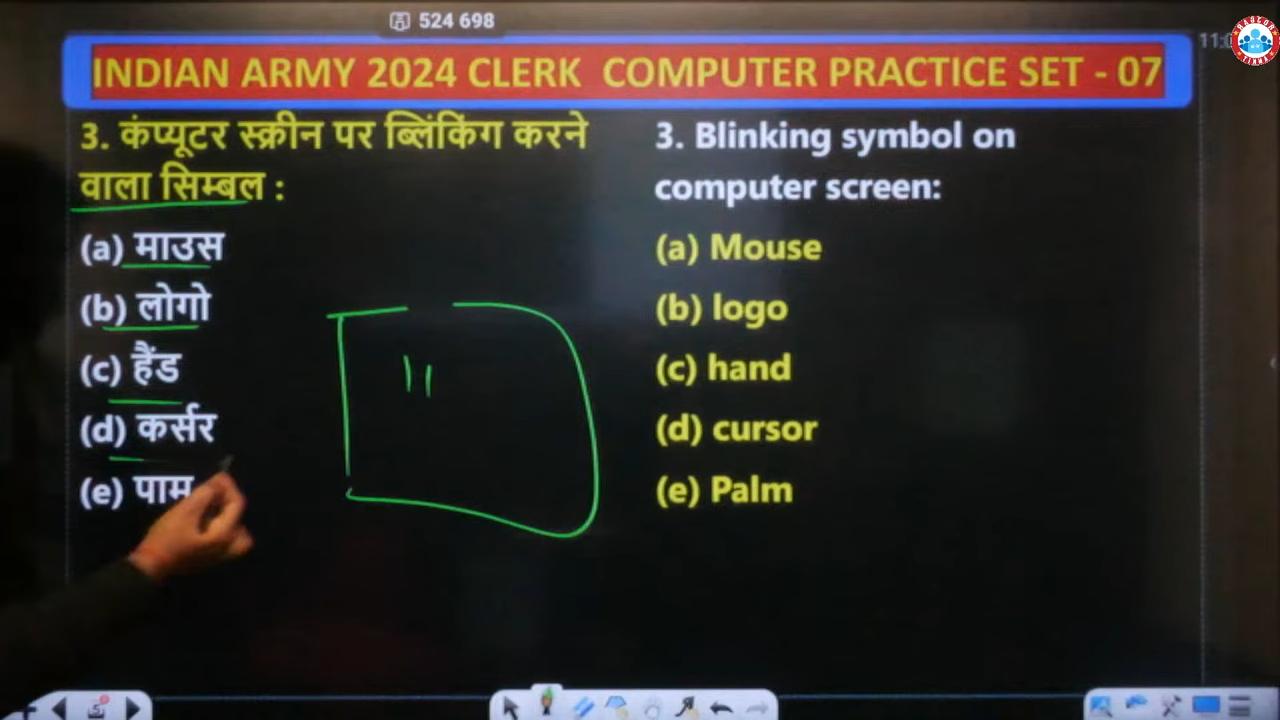 524 698
INDIAN ARMY 2024 CLERK COMPUTER PRACTICE SET - 07
3. कंप्यूटर स्क्रीन पर ब्लिंकिंग करने
वाला सिम्बल :
(a) माउस
(b) लोगो
(c) हैंड
(d) कर्सर
(e) पाम
3. Blinking symbol on
computer screen:
(a) Mouse
(b) logo
(c) hand
(d) cursor
(e) Palm